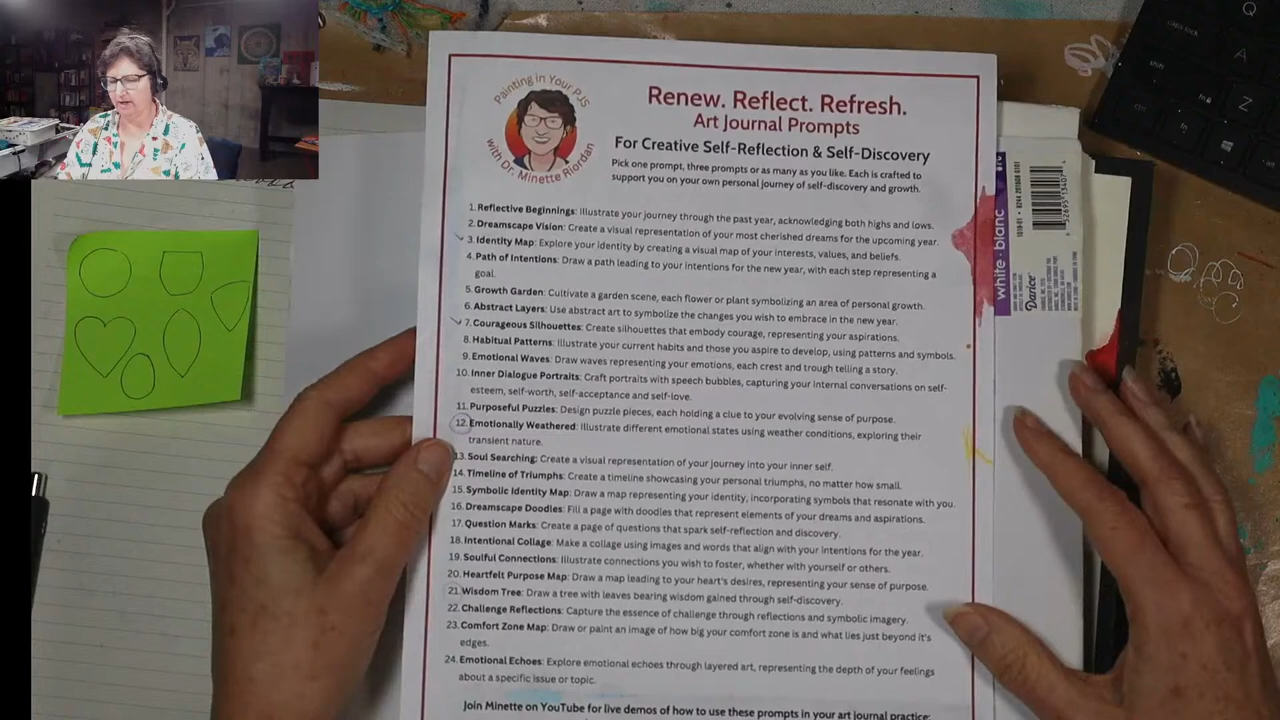 Painting in Your PJS
with Dr. Minette Riordan
Renew. Reflect. Refresh.
Art Journal Prompts
For Creative Self-Reflection & Self-Discovery
Pick one prompt, three prompts or as many as you like. Each is crafted to
support you on your own personal journey of self-discovery and growth.
1. Reflective Beginnings: Illustrate your journey through the past year, acknowledging both highs and lows.
2. Dreamscape Vision: Create a visual representation of your most cherished dreams for the upcoming year.
3. Identity Map: Explore your identity by creating a visual map of your interests, values, and beliefs.
4. Path of Intentions: Draw a path leading to your intentions for the new year, with each step representing a
goal.
5. Growth Garden: Cultivate a garden scene, each flower or plant symbolizing an area of personal growth.
6. Abstract Layers: Use abstract art to symbolize the changes you wish to embrace in the new year.
7. Courageous Silhouettes: Create silhouettes that embody courage, representing your aspirations.
8. Habitual Patterns: Illustrate your current habits and those you aspire to develop, using patterns and symbols.
9. Emotional Waves: Draw waves representing your emotions, each crest and trough telling a story.
10. Inner Dialogue Portraits: Craft portraits with speech bubbles, capturing your internal conversations on self-
esteem, self-worth, self-acceptance and self-love.
11. Purposeful Puzzles: Design puzzle pieces, each holding a clue to your evolving sense of purpose.
12. Emotionally Weathered: Illustrate different emotional states using weather conditions, exploring their
transient nature.
13. Soul Searching: Create a visual representation of your journey into your inner self.
14. Timeline of Triumphs: Create a timeline showcasing your personal triumphs, no matter how small.
15. Symbolic Identity Map: Draw a map representing your identity, incorporating symbols that resonate with you.
16. Dreamscape Doodles: Fill a page with doodles that represent elements of your dreams and aspirations.
17. Question Marks: Create a page of questions that spark self-reflection and discovery.
18. Intentional Collage: Make a collage using images and words that align with your intentions for the year.
19. Soulful Connections: Illustrate connections you wish to foster, whether with yourself or others.
20. Heartfelt Purpose Map: Draw a map leading to your heart's desires, representing your sense of purpose.
21. Wisdom Tree: Draw a tree with leaves bearing wisdom gained through self-discovery.
22. Challenge Reflections: Capture the essence of challenge through reflections and symbolic imagery.
23. Comfort Zone Map: Draw or paint an image of how big your comfort zone is and what lies just beyond it's
edges.
24. Emotional Echoes: Explore emotional echoes through layered art, representing the depth of your feelings
about a specific issue or topic.
Join Minette on YouTube for live demos of how to use these prompts in your art journal practice:
white · blanc
Darice
Q
A
Z